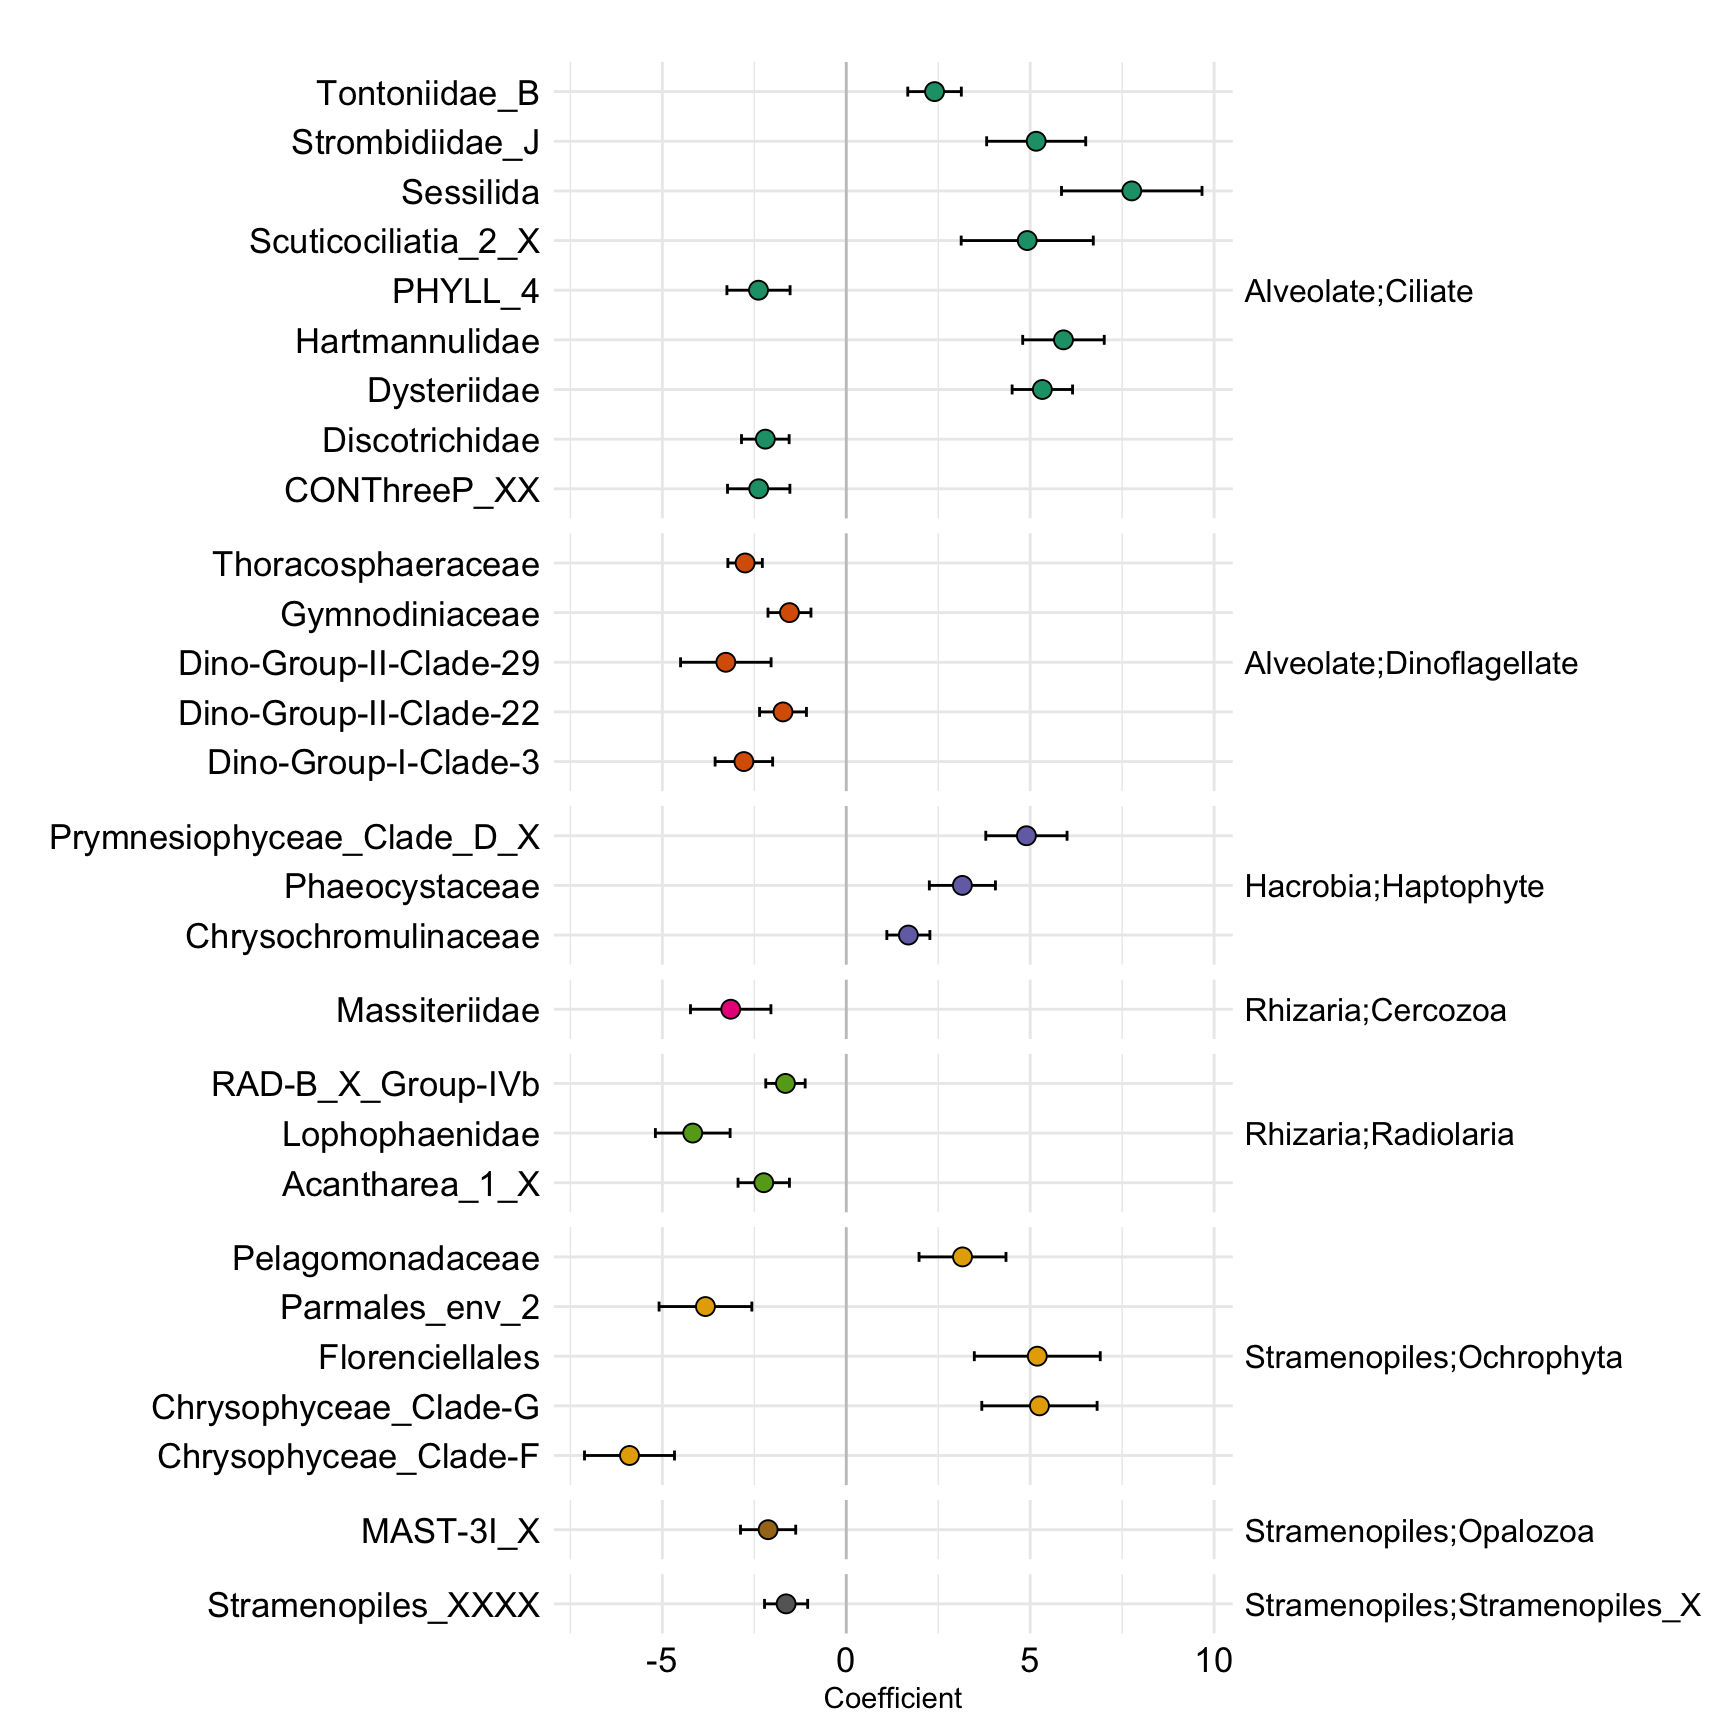 Tontoniidae_B
Strombidiidae_J
Sessilida
Scuticociliatia_2_X
PHYLL_4 Alveolate;Ciliate
Hartmannulidae
Dysteriidae
Discotrichidae
CONThreeP_XX
Thoracosphaeraceae
Gymnodiniaceae
Dino-Group-II-Clade-29 Alveolate;Dinoflagellate
Dino-Group-II-Clade-22
Dino-Group-I-Clade-3
Prymnesiophyceae_Clade_D_X
Phaeocystaceae Hacrobia;Haptophyte
Chrysochromulinaceae
Massiteriidae Rhizaria;Cercozoa
RAD-B_X_Group-IVb
Lophophaenidae Rhizaria;Radiolaria
Acantharea_1_X
Pelagomonadaceae
Parmales_env_2
Florenciellales Stramenopiles;Ochrophyta
Chrysophyceae_Clade-G
Chrysophyceae_Clade-F
MAST-3I_X Stramenopiles;Opalozoa
Stramenopiles_XXXX Stramenopiles;Stramenopiles_X
-5 0 5 10
Coefficient